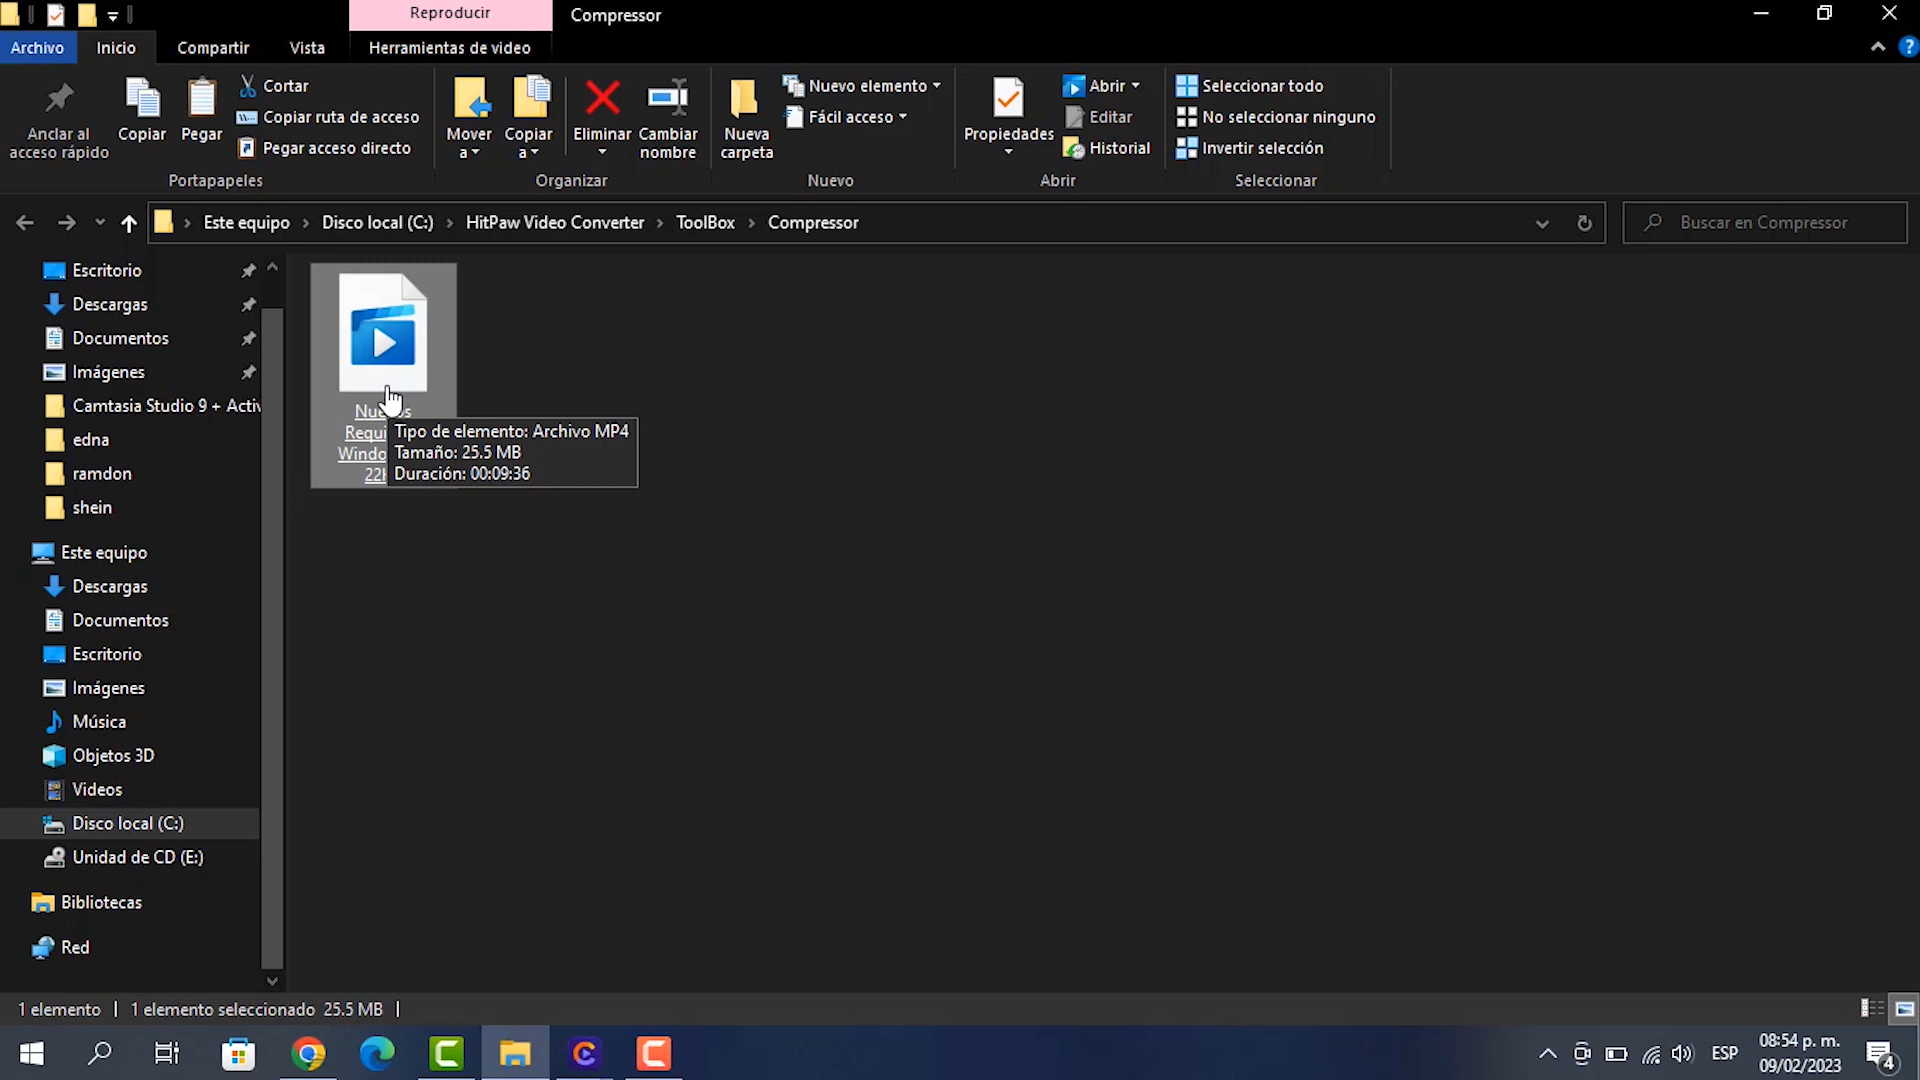 Reproducir
Compressor
Archivo
Inicio
Compartir
Vista
Herramientas de video
Anclar al
acceso rápido
Copiar
Pegar
Cortar
Copiar ruta de acceso
Pegar acceso directo
Portapapeles
Mover
a
Copiar
a
Eliminar
Cambiar
nombre
Organizar
Nueva
carpeta
Nuevo elemento
Fácil acceso
Nuevo
Propiedades
Abrir
Editar
Historial
Abrir
Seleccionar todo
No seleccionar ninguno
Invertir selección
Seleccionar
Este equipo > Disco local (C:) > HitPaw Video Converter > ToolBox > Compressor
Buscar en Compressor
Escritorio
Descargas
Documentos
Imágenes
Camtasia Studio 9 + Activ
edna
ramdon
shein
Este equipo
Descargas
Documentos
Escritorio
Imágenes
Música
Objetos 3D
Videos
Disco local (C:)
Unidad de CD (E:)
Bibliotecas
Red
Requi
Windo
Tipo de elemento: Archivo MP4
Tamaño: 25.5 MB
Duración: 00:09:36
1 elemento
1 elemento seleccionado 25.5 MB
ESP
08:54 p. m.
09/02/2023
4